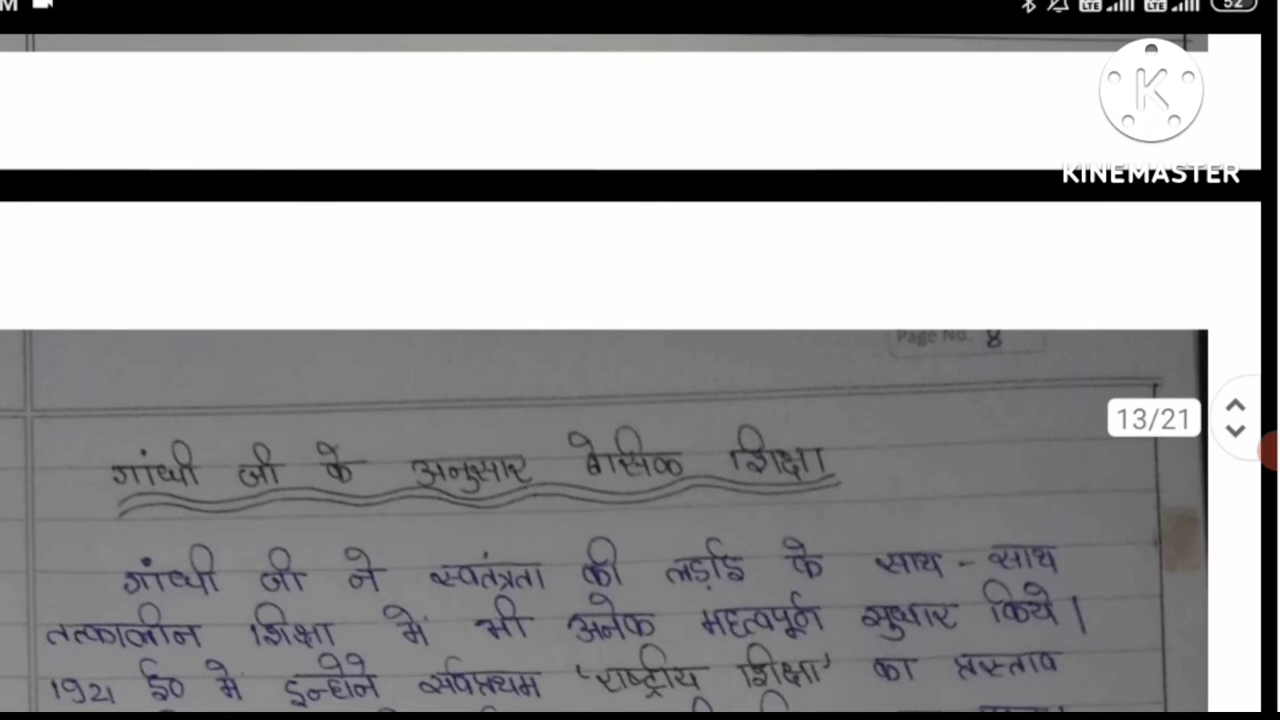 M
52
KINEMASTER
Page No. 8
13/21
गांधी जी के अनुसार बेसिक शिक्षा
गांधी जी ने स्वतंत्रता की लड़ाई के साथ - साथ
तत्कालीन शिक्षा में भी अनेक महत्वपूर्ण सुधार किये।
1921 ई० में इन्होने सर्वप्रथम 'राष्ट्रीय शिक्षा' का प्रस्ताव